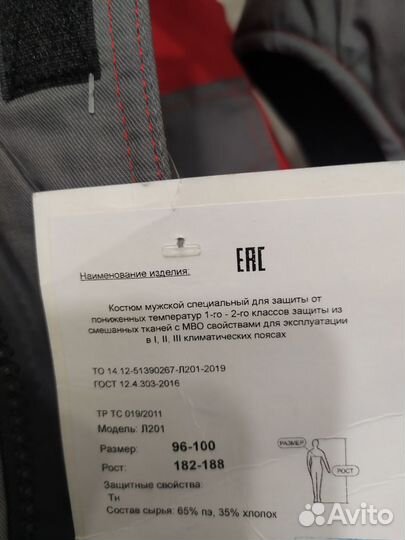 EAC
Наименование изделия:
Костюм мужской специальный для защиты от
пониженных температур 1-го - 2-го классов защиты из
смешанных тканей с МВО свойствами для эксплуатации
в I, II, III климатических поясах
ТО 14.12-51390267-Л201-2019
ГОСТ 12.4.303-2016
ТР ТС 019/2011
Модель: Л201
Размер: 96-100
Рост: 182-188
РАЗМЕР
РОСТ
Защитные свойства:
Тн
Состав сырья: 65% пэ, 35% хлопок
Avito